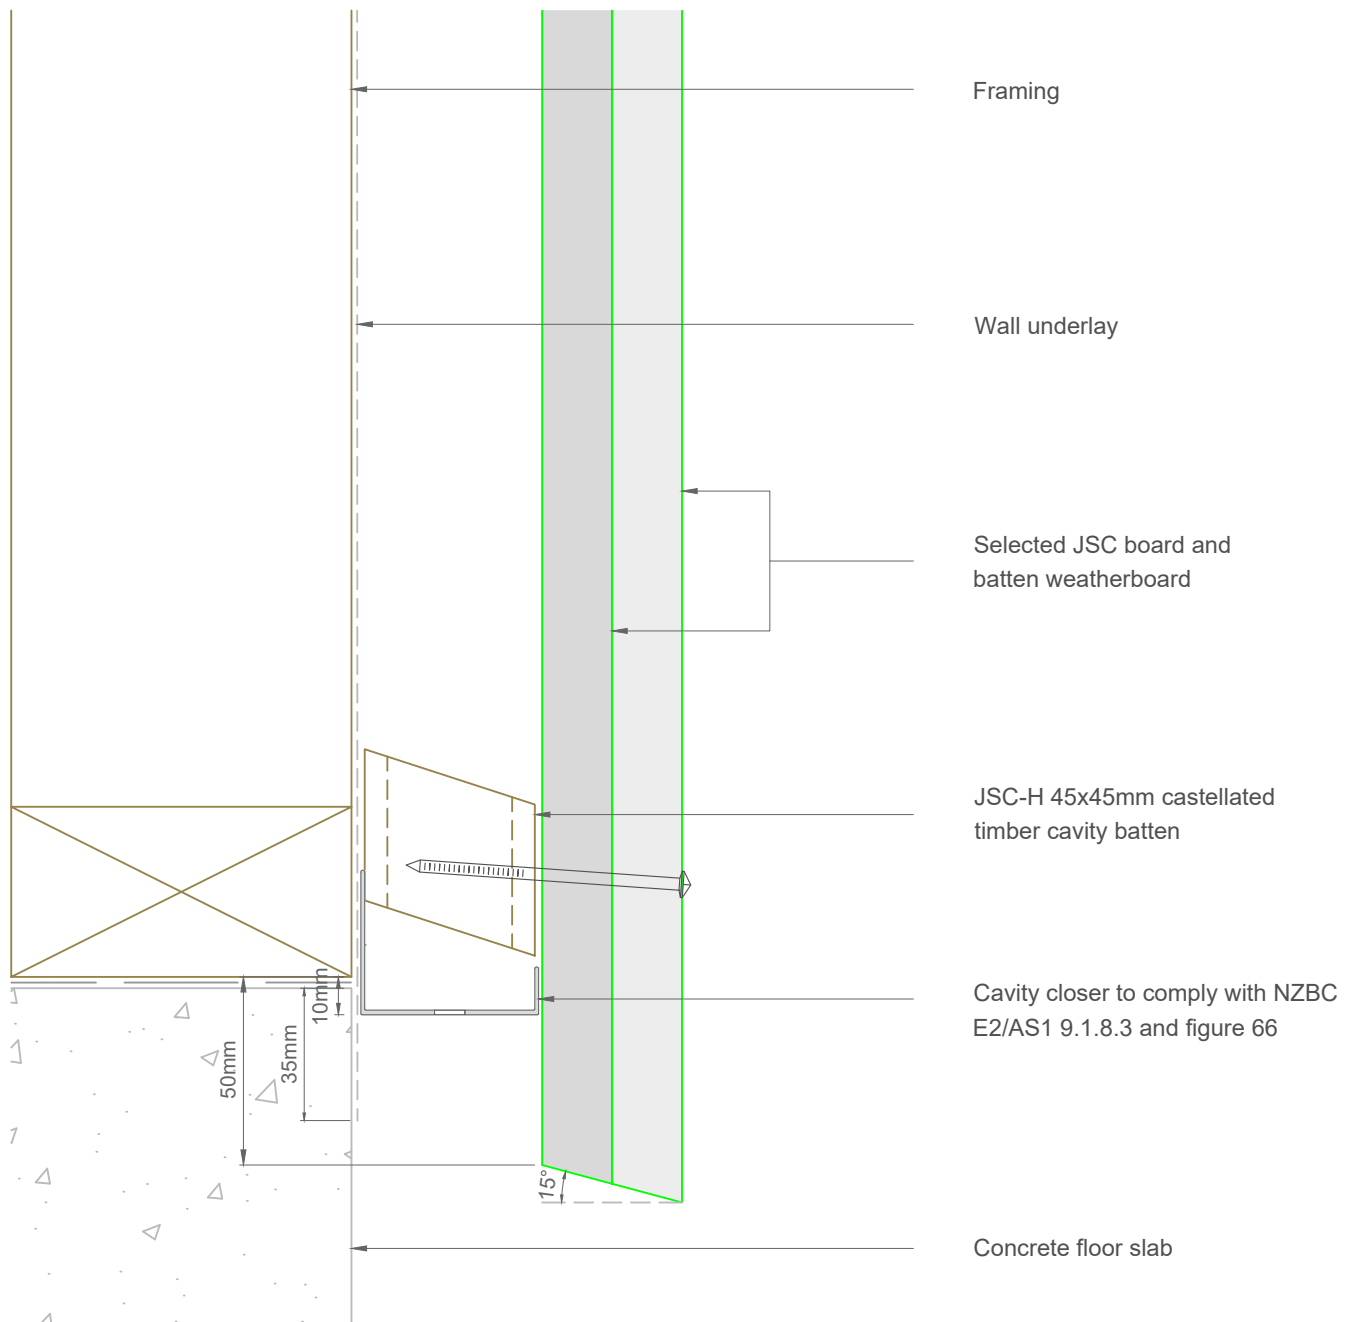 Framing
Wall underlay
Selected JSC board and
batten weatherboard
JSC-H 45x45mm castellated
timber cavity batten
Cavity closer to comply with NZBC
E2/AS1 9.1.8.3 and figure 66
10mm
35mm
50mm
15°
Concrete floor slab